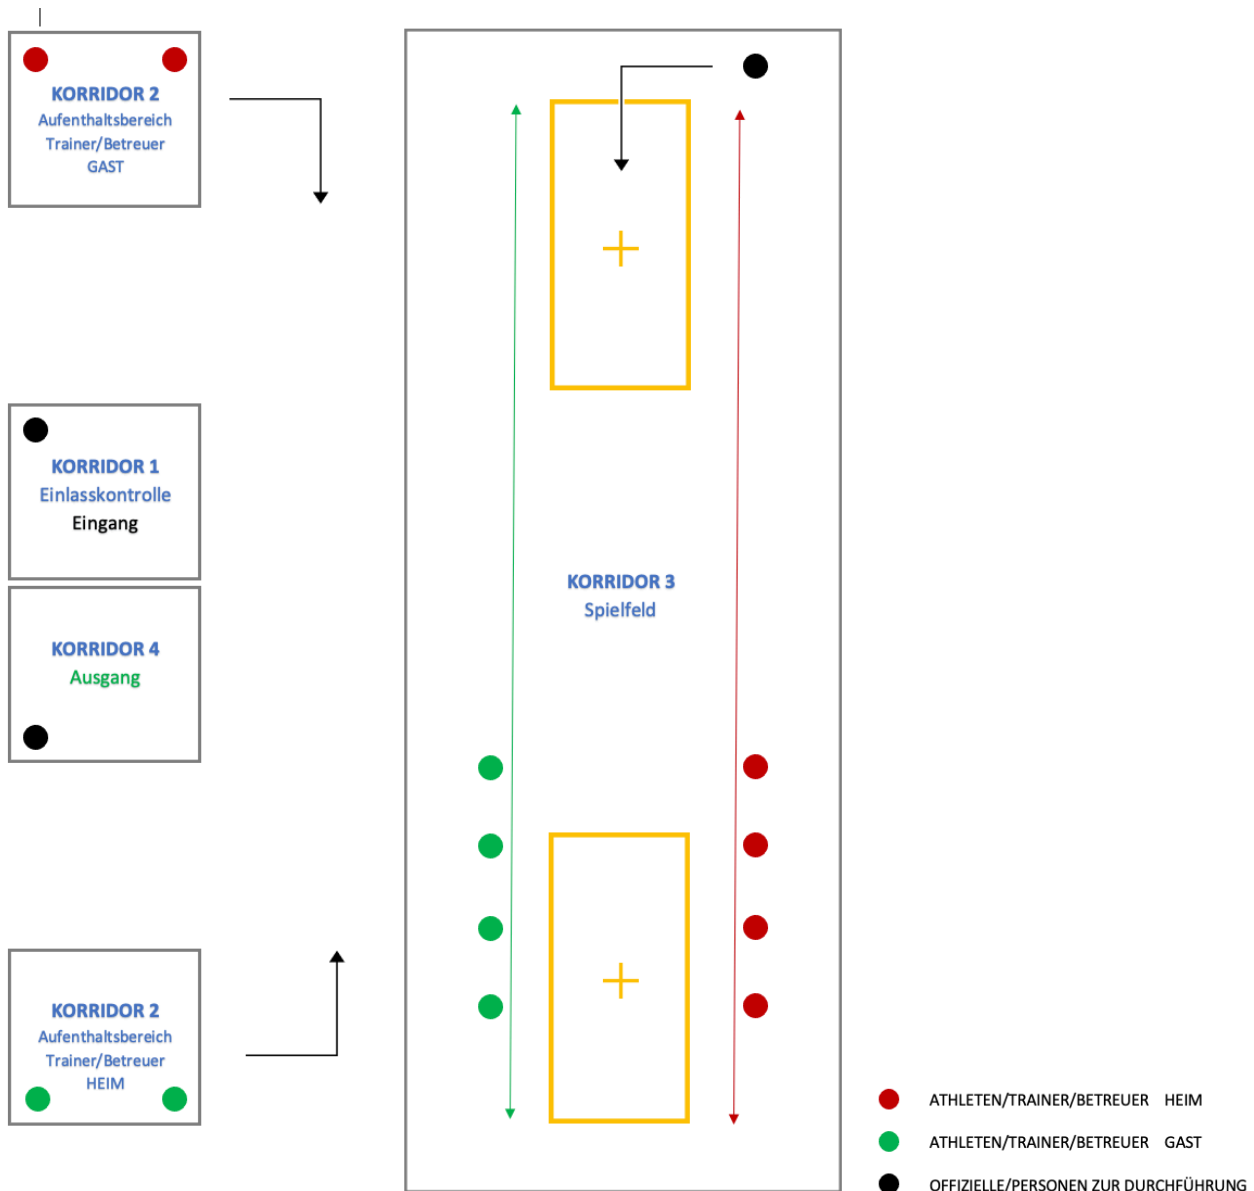 KORRIDOR 2
Aufenthaltsbereich
Trainer/Betreuer
GAST
KORRIDOR 1
Einlasskontrolle
Eingang
KORRIDOR 4
Ausgang
KORRIDOR 2
Aufenthaltsbereich
Trainer/Betreuer
HEIM
KORRIDOR 3
Spielfeld
ATHLETEN/TRAINER/BETREUER HEIM
ATHLETEN/TRAINER/BETREUER GAST
OFFIZIELLE/PERSONEN ZUR DURCHFÜHRUNG